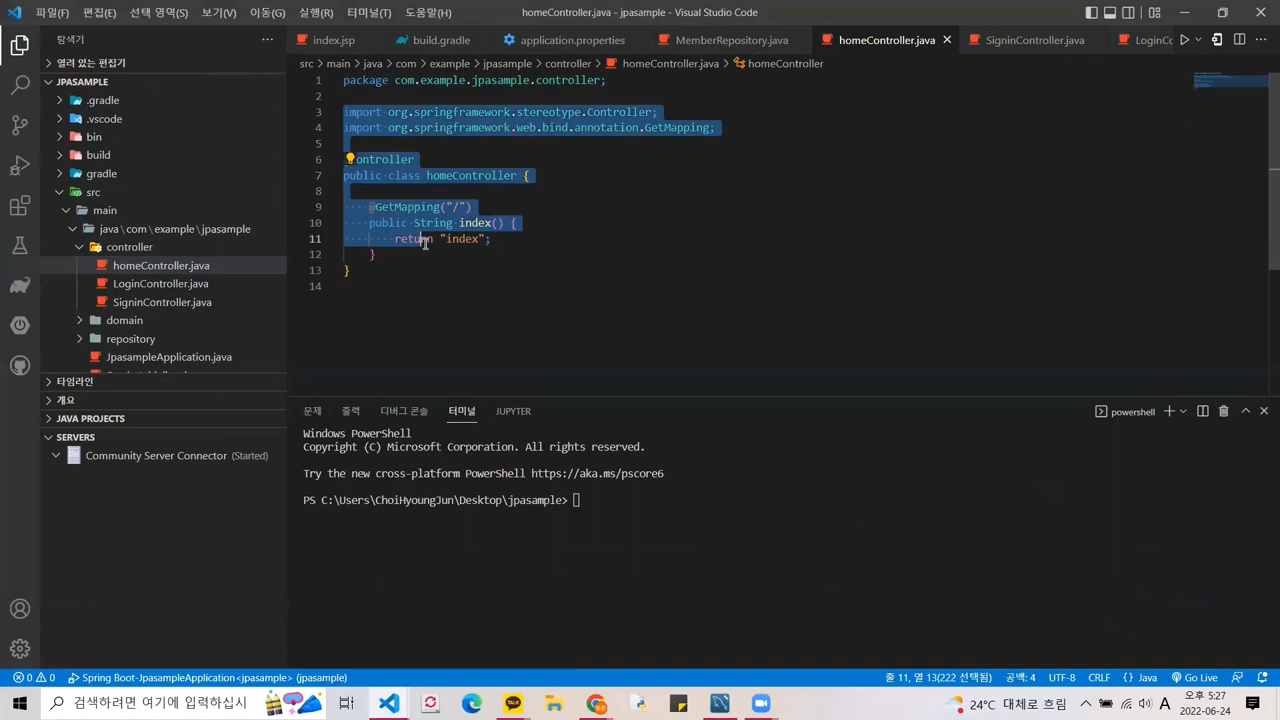 파일(F) 편집(E) 선택 영역(S) 보기(V) 이동(G) 실행(R) 터미널(T) 도움말(H) homeController.java - jpasample - Visual Studio Code
탐색기
index.jsp build.gradle application.properties MemberRepository.java homeController.java SigninController.java LoginCo
열려 있는 편집기
src > main > java > com > example > jpasample > controller > homeController.java > homeController
JPASAMPLE
.gradle
.vscode
bin
build
gradle
src
main
java\com\example\jpasample
controller
homeController.java
LoginController.java
SigninController.java
domain
repository
JpasampleApplication.java
타임라인
개요
JAVA PROJECTS
SERVERS
Community Server Connector (Started)
1 package com.example.jpasample.controller;
2
3 import org.springframework.stereotype.Controller;
4 import org.springframework.web.bind.annotation.GetMapping;
5
6 ontroller
7 public class homeController {
8
9 @GetMapping("/")
10 public String index() {
11 return "index";
12 }
13 }
14
문제 출력 디버그 콘솔 터미널 JUPYTER powershell
Windows PowerShell
Copyright (C) Microsoft Corporation. All rights reserved.
Try the new cross-platform PowerShell https://aka.ms/pscore6
PS C:\Users\ChoiHyoungJun\Desktop\jpasample>
0 0 Spring Boot-JpasampleApplication<jpasample> (jpasample) 줄 11, 열 13(222 선택됨) 공백: 4 UTF-8 CRLF {} Java Go Live
검색하려면 여기에 입력하십시 TALK 24°C 대체로 흐림 A 오후 5:27
2022-06-24